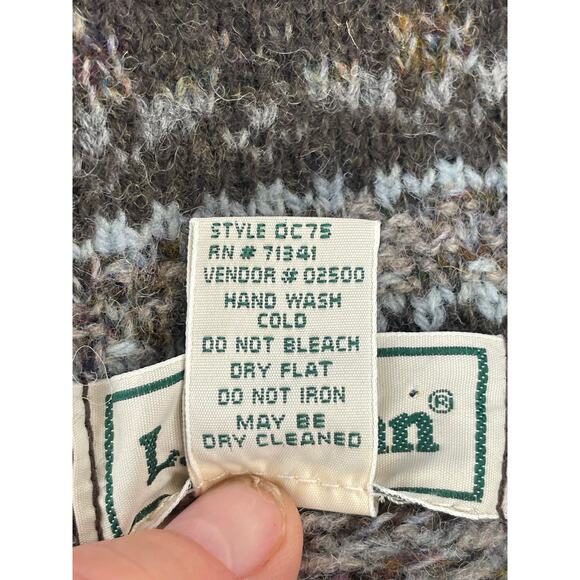 STYLE DC75
RN # 71341
VENDOR # 02500
HAND WASH
COLD
DO NOT BLEACH
DRY FLAT
DO NOT IRON
MAY BE
DRY CLEANED
L. n®